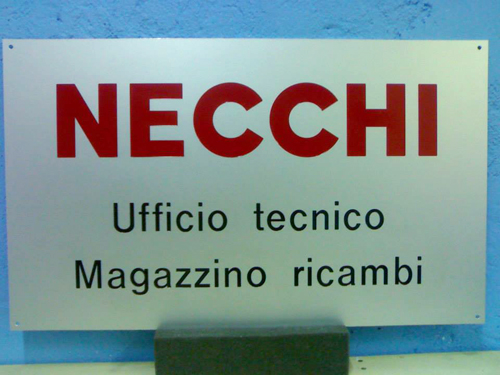 NECCHI
Ufficio tecnico
Magazzino ricambi